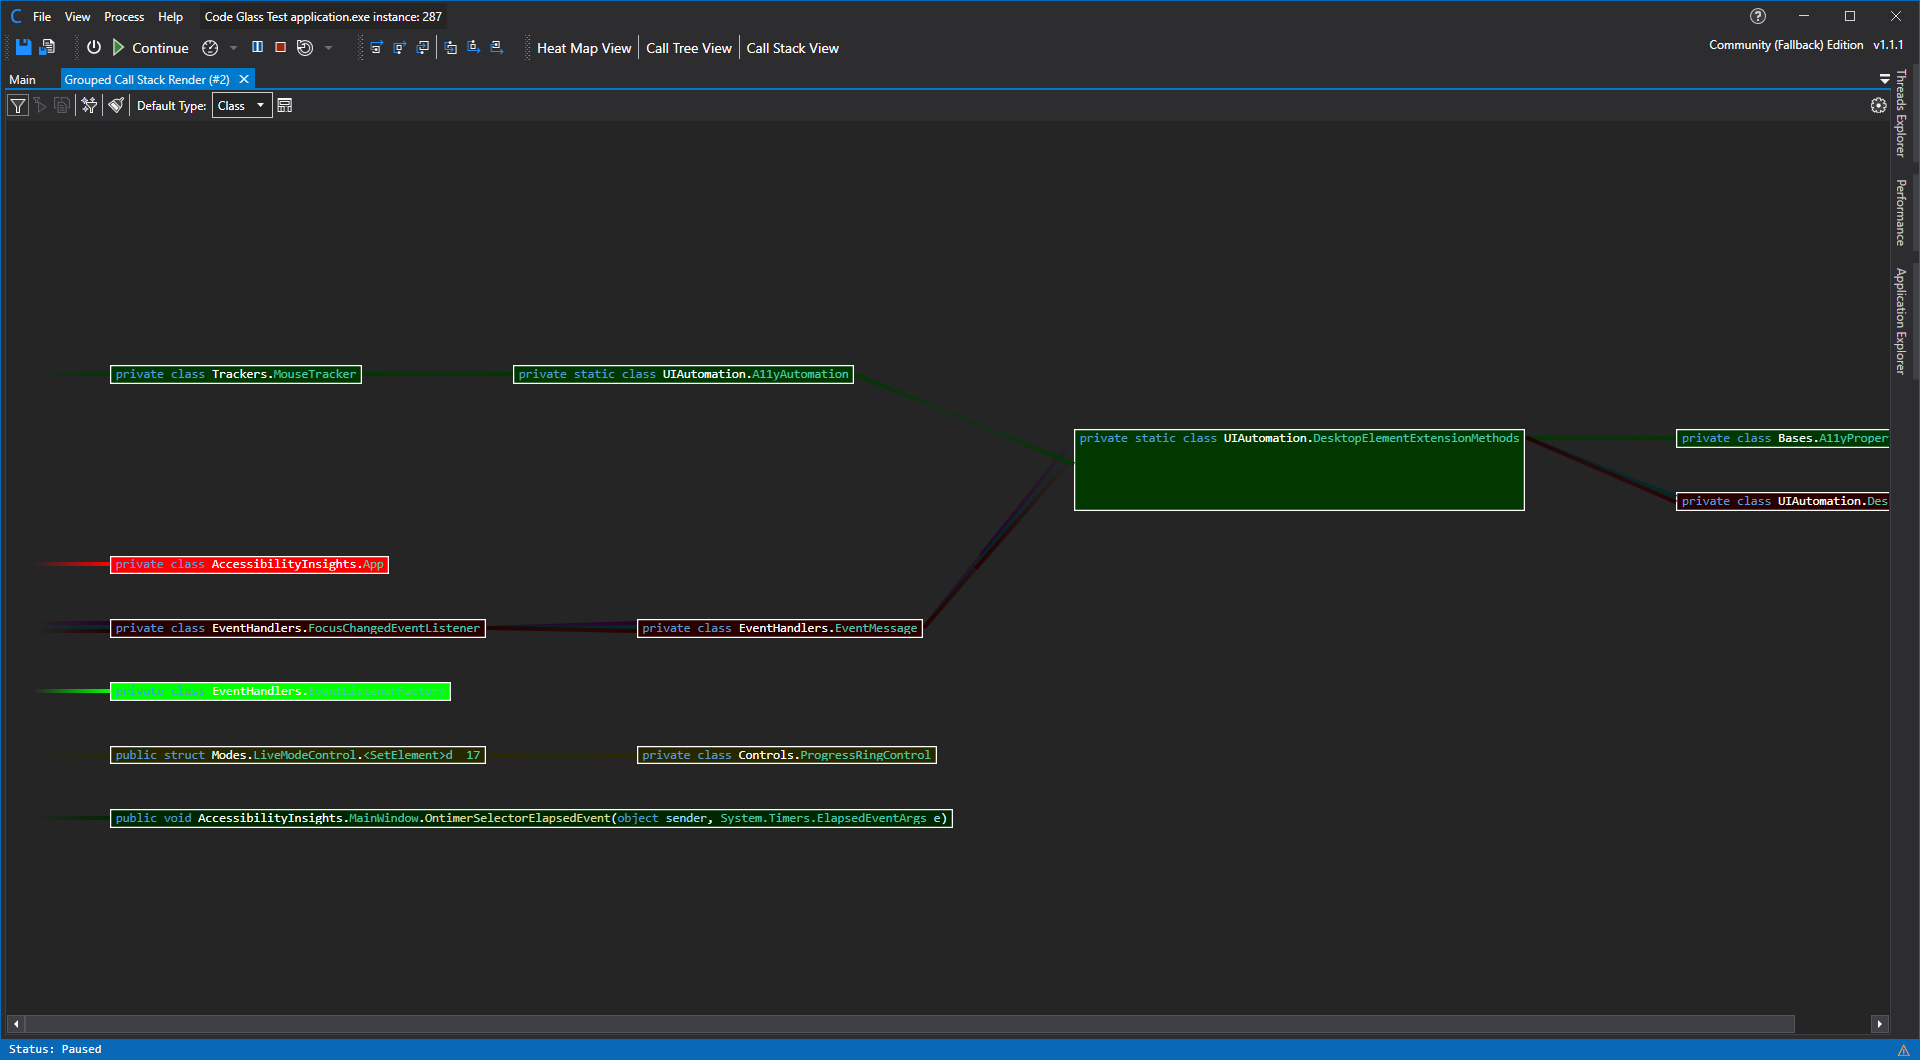 C File View Process Help Code Glass Test application.exe instance: 287
Continue Heat Map View Call Tree View Call Stack View Community (Fallback) Edition v1.1.1
Main Grouped Call Stack Render (#2)
Default Type: Class
Threads Explorer
Performance
Application Explorer
private class Trackers.MouseTracker private static class UIAutomation.A11yAutomation
private static class UIAutomation.DesktopElementExtensionMethods private class Bases.A11yProper
private class UIAutomation.Des
private class AccessibilityInsights.App
private class EventHandlers.FocusChangedEventListener private class EventHandlers.EventMessage
private class EventHandlers.EventListenerFactory
public struct Modes.LiveModeControl.<SetElement>d 17 private class Controls.ProgressRingControl
public void AccessibilityInsights.MainWindow.OntimerSelectorElapsedEvent(object sender, System.Timers.ElapsedEventArgs e)
Status: Paused